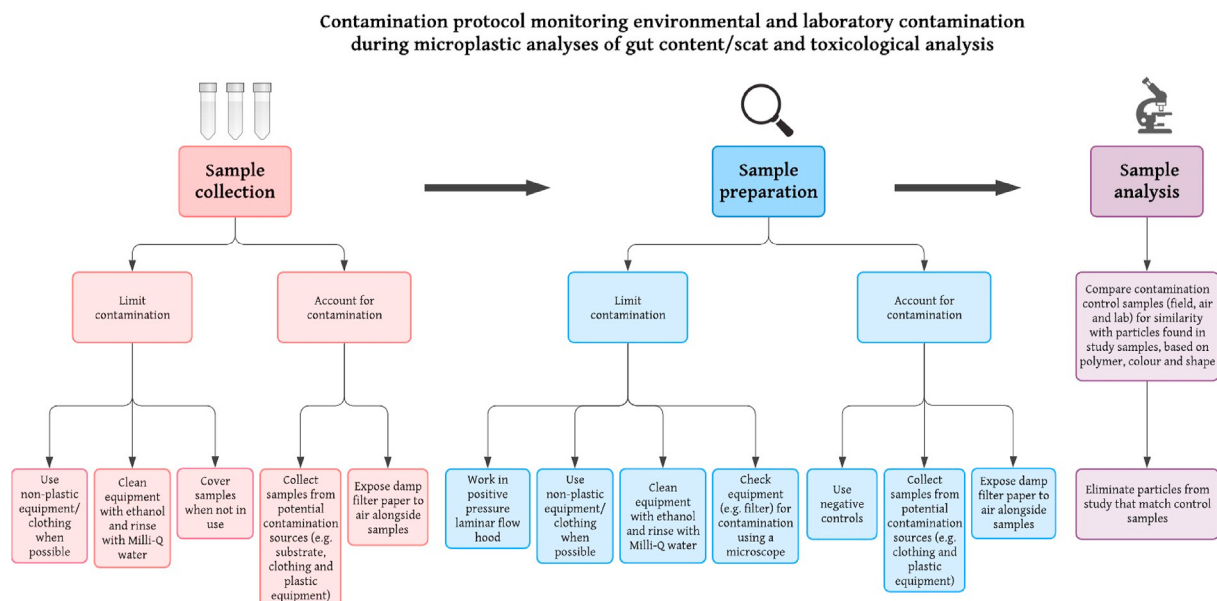 Contamination protocol monitoring environmental and laboratory contamination
during microplastic analyses of gut content/scat and toxicological analysis
Sample
collection
Sample
preparation
Sample
analysis
Limit
contamination
Account for
contamination
Limit
contamination
Account for
contamination
Compare contamination
control samples (field, air
and lab) for similarity
with particles found in
study samples, based on
polymer, colour and shape
Use
non-plastic
equipment/
clothing
when
possible
Clean
equipment
with ethanol
and rinse
with Milli-Q
water
Cover
samples
when not in
use
Collect
samples from
potential
contamination
sources (e.g.
substrate,
clothing and
plastic
equipment)
Expose damp
filter paper to
air alongside
samples
Work in
positive
pressure
laminar flow
hood
Use
non-plastic
equipment/
clothing
when
possible
Clean
equipment
with ethanol
and rinse with
Milli-Q water
Check
equipment
(e.g. filter) for
contamination
using a
microscope
Use
negative
controls
Collect
samples from
potential
contamination
sources (e.g.
clothing and
plastic
equipment)
Expose damp
filter paper to
air alongside
samples
Eliminate particles from
study that match control
samples